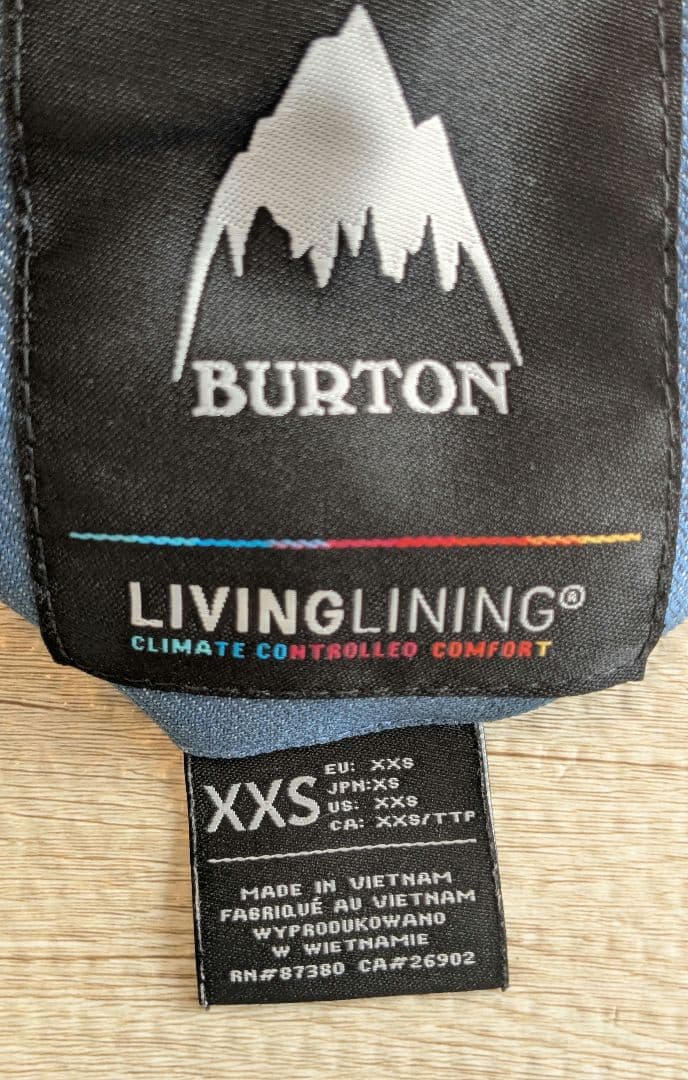 BURTON
LIVINGLINING®
CLIMATE CONTROLLED COMFORT
XXS
EU: XXS
JPN:XS
US: XXS
CA: XXS/TTP
MADE IN VIETNAM
FABRIQUÉ AU VIETNAM
WYPRODUKOWANO
W WIETNAMIE
RN#87380 CA#26902